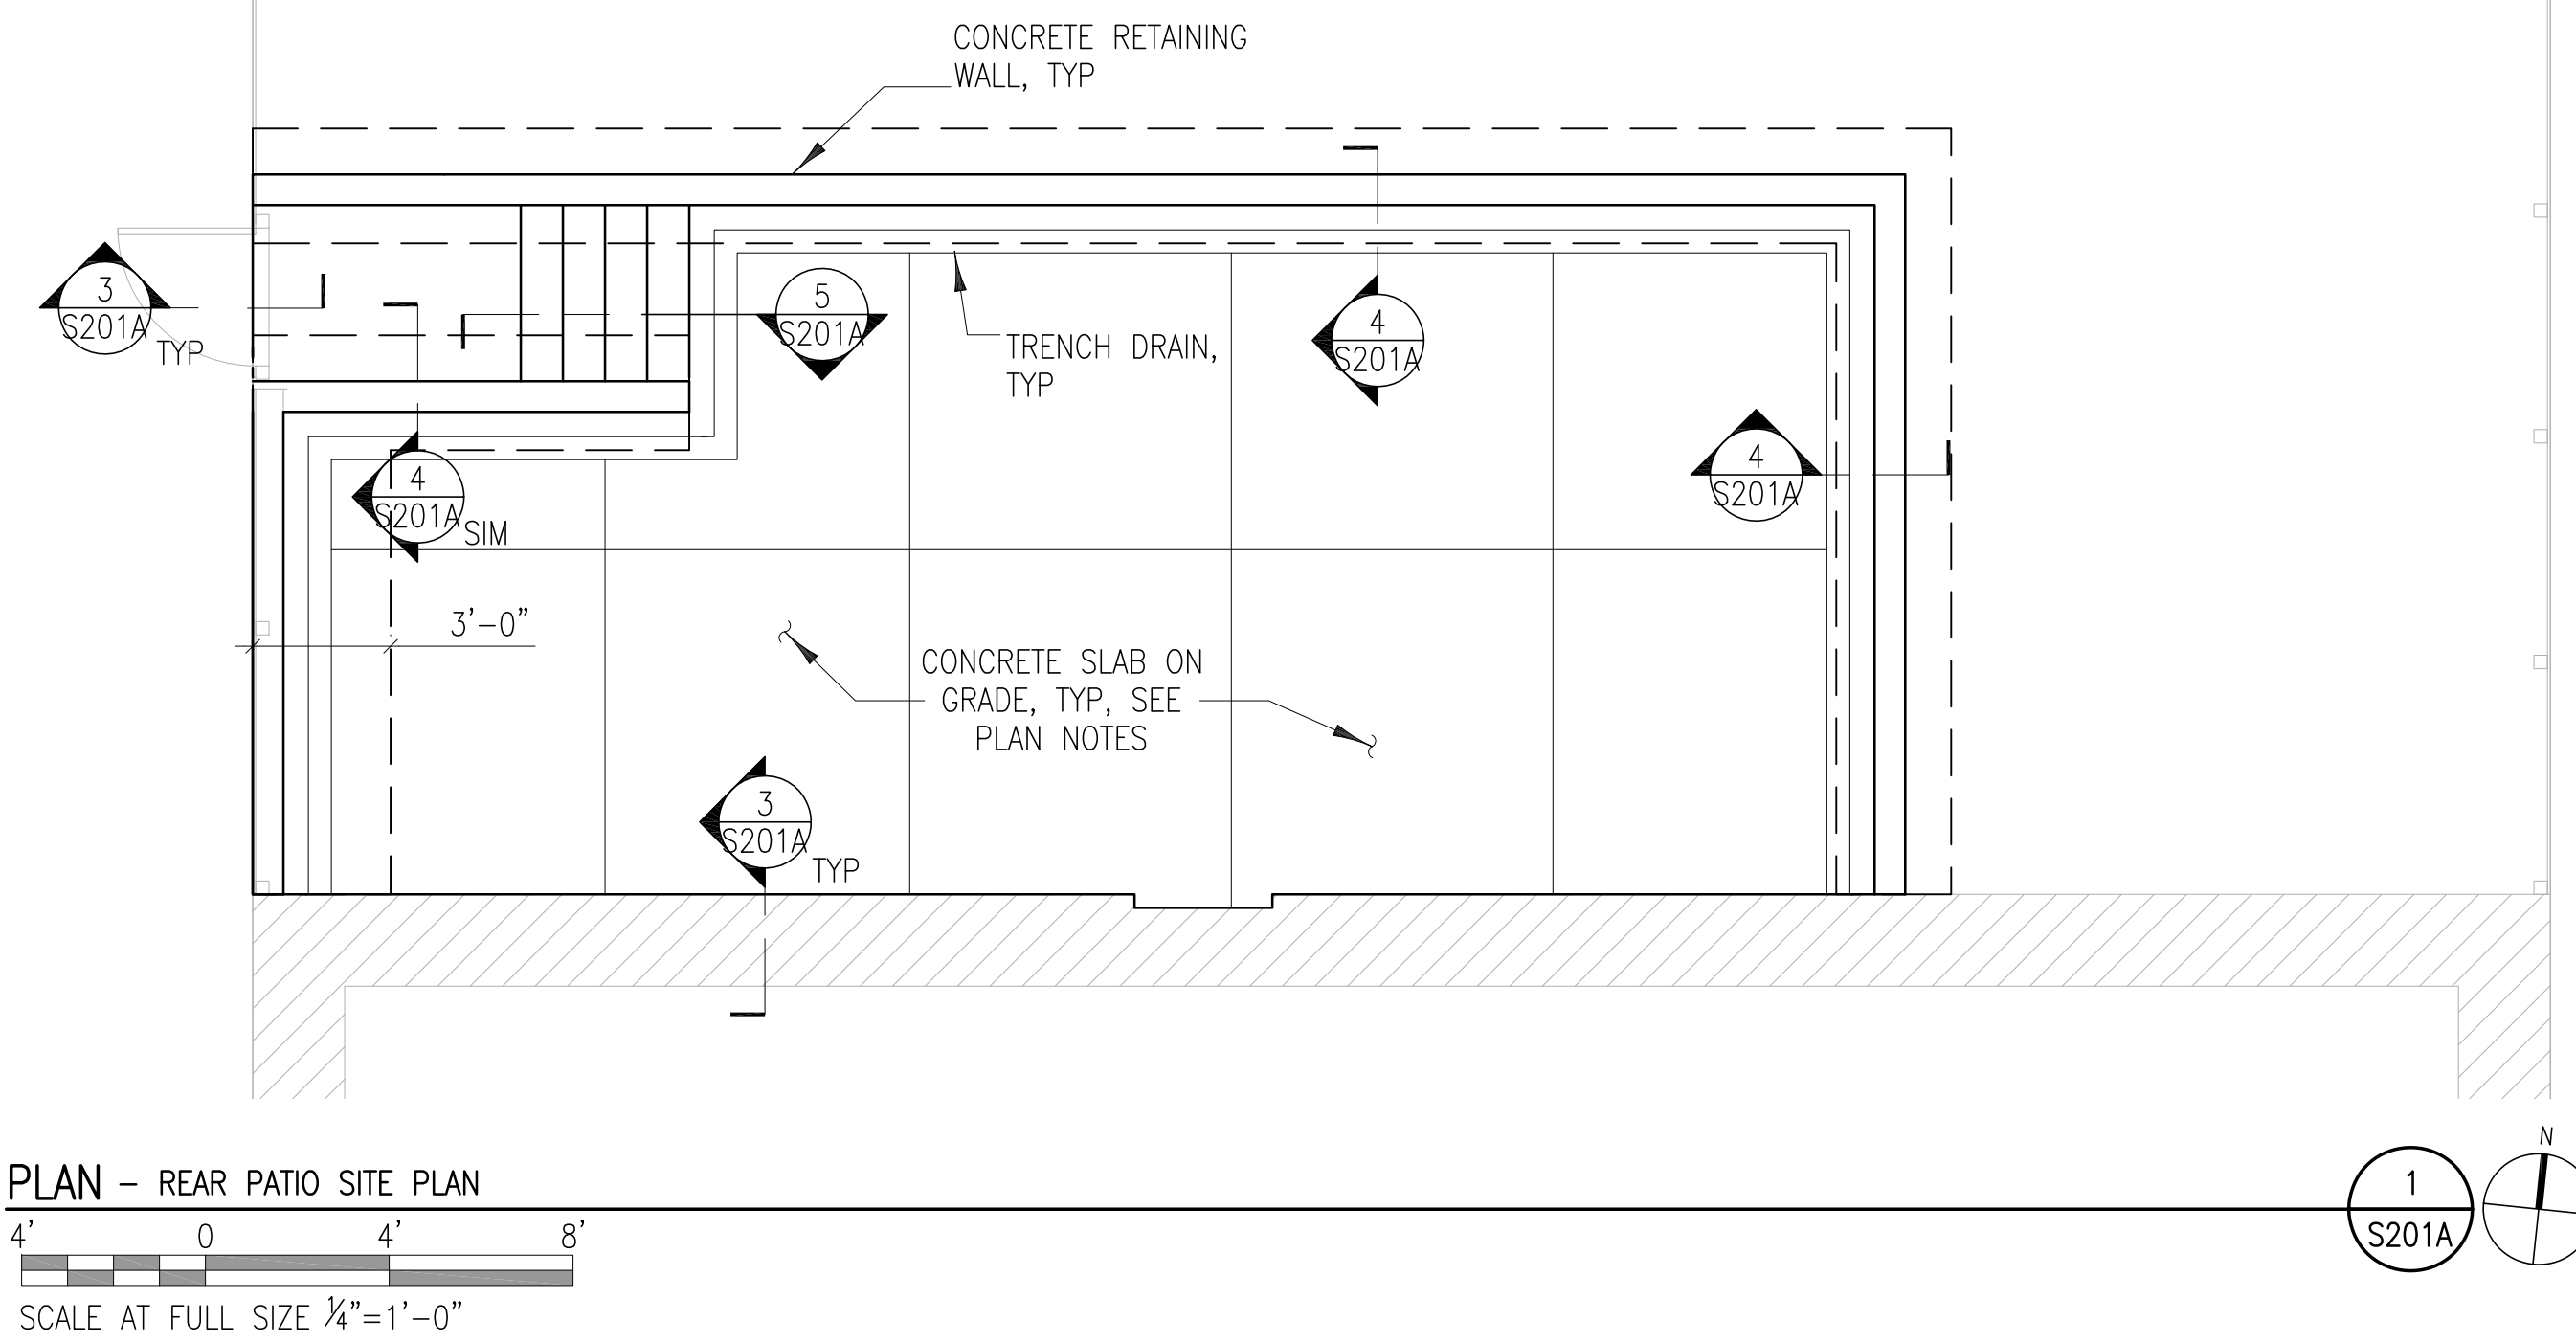 CONCRETE RETAINING
WALL, TYP
3
S201A
TYP
5
S201A
TRENCH DRAIN,
TYP
4
S201A
4
S201A
4
S201A
SIM
3'-0"
CONCRETE SLAB ON
GRADE, TYP, SEE
PLAN NOTES
3
S201A
TYP
PLAN - REAR PATIO SITE PLAN
1
S201A
N
4' 0 4' 8'
SCALE AT FULL SIZE ¼"=1'-0"